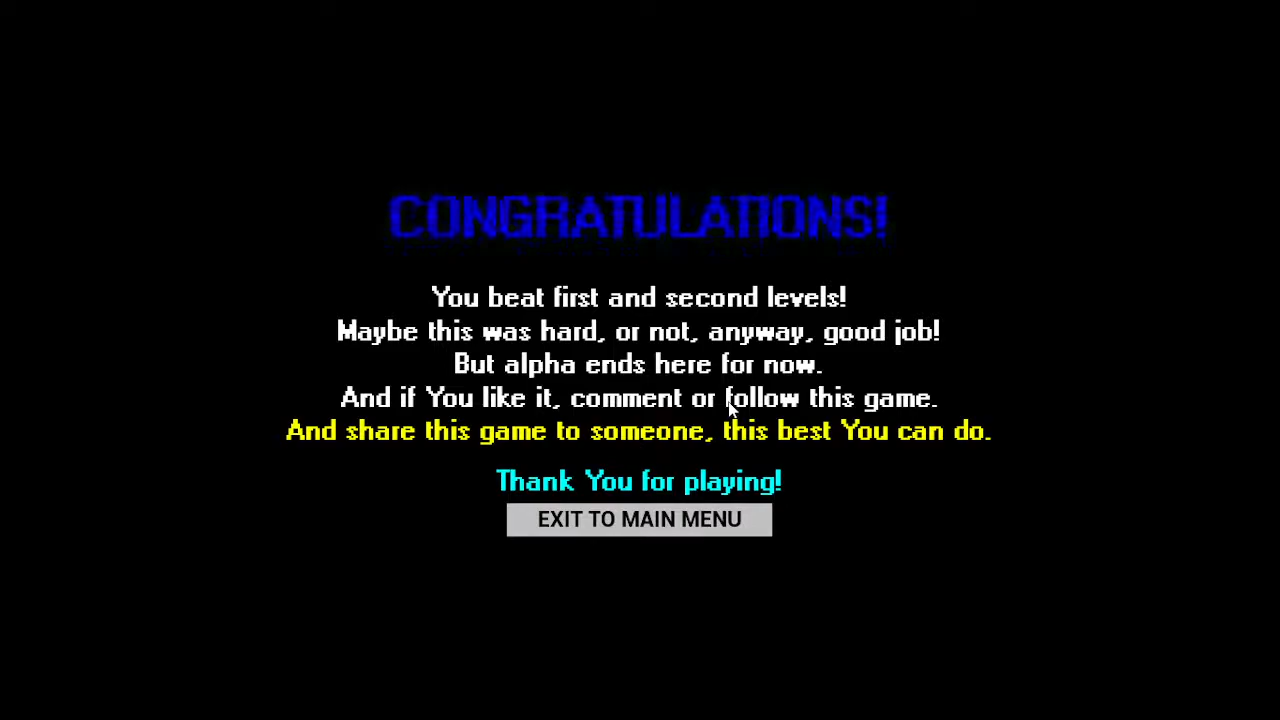 CONGRATULATIONS!
You beat first and second levels!
Maybe this was hard, or not, anyway, good job!
But alpha ends here for now.
And if You like it, comment or follow this game.
And share this game to someone, this best You can do.
Thank You for playing!
EXIT TO MAIN MENU